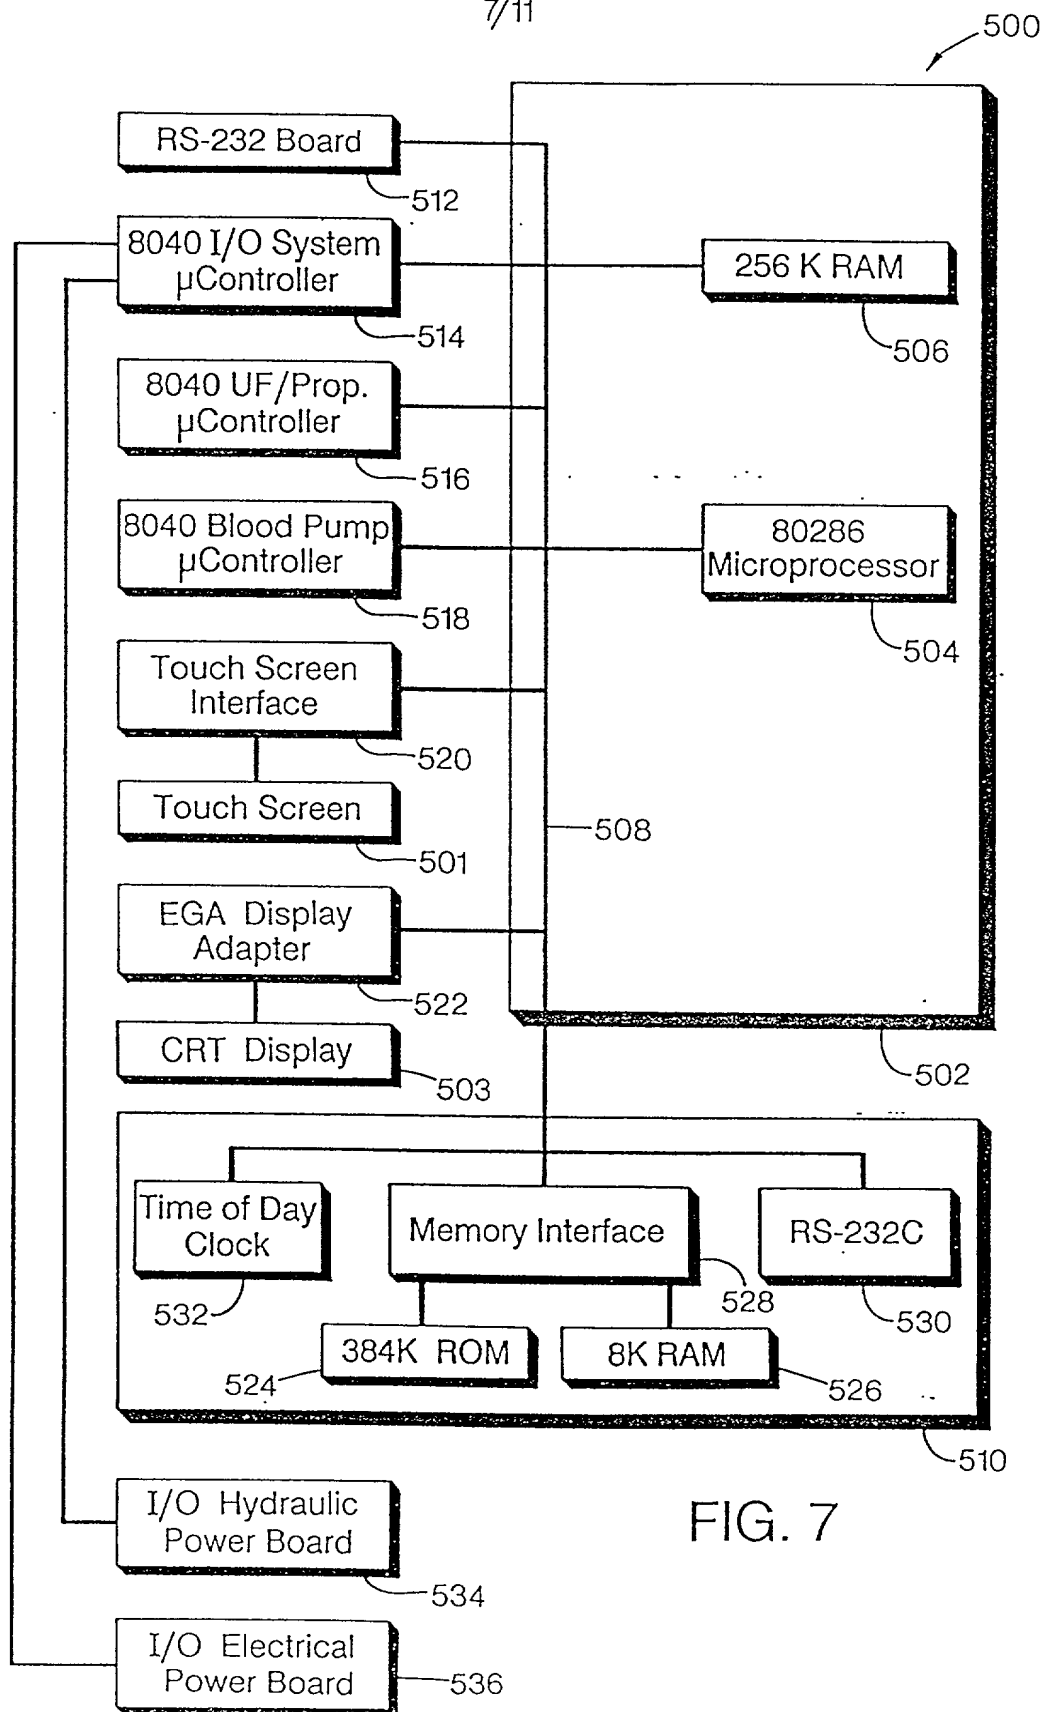 7/11
500
RS-232 Board
512
8040 I/O System
µController
514
256 K RAM
506
8040 UF/Prop.
µController
516
8040 Blood Pump
µController
518
80286
Microprocessor
504
Touch Screen
Interface
520
Touch Screen
501
508
EGA Display
Adapter
522
CRT Display
503
502
Time of Day
Clock
532
Memory Interface
528
RS-232C
530
384K ROM
524
8K RAM
526
510
I/O Hydraulic
Power Board
534
FIG. 7
I/O Electrical
Power Board
536